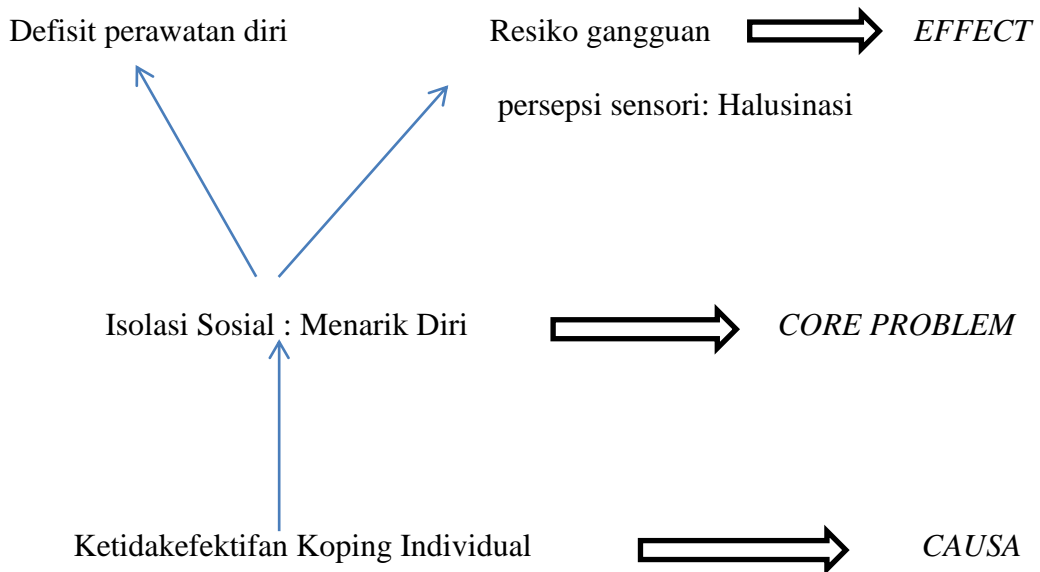 Defisit perawatan diri Resiko gangguan EFFECT
persepsi sensori: Halusinasi
Isolasi Sosial : Menarik Diri CORE PROBLEM
Ketidakefektifan Koping Individual CAUSA